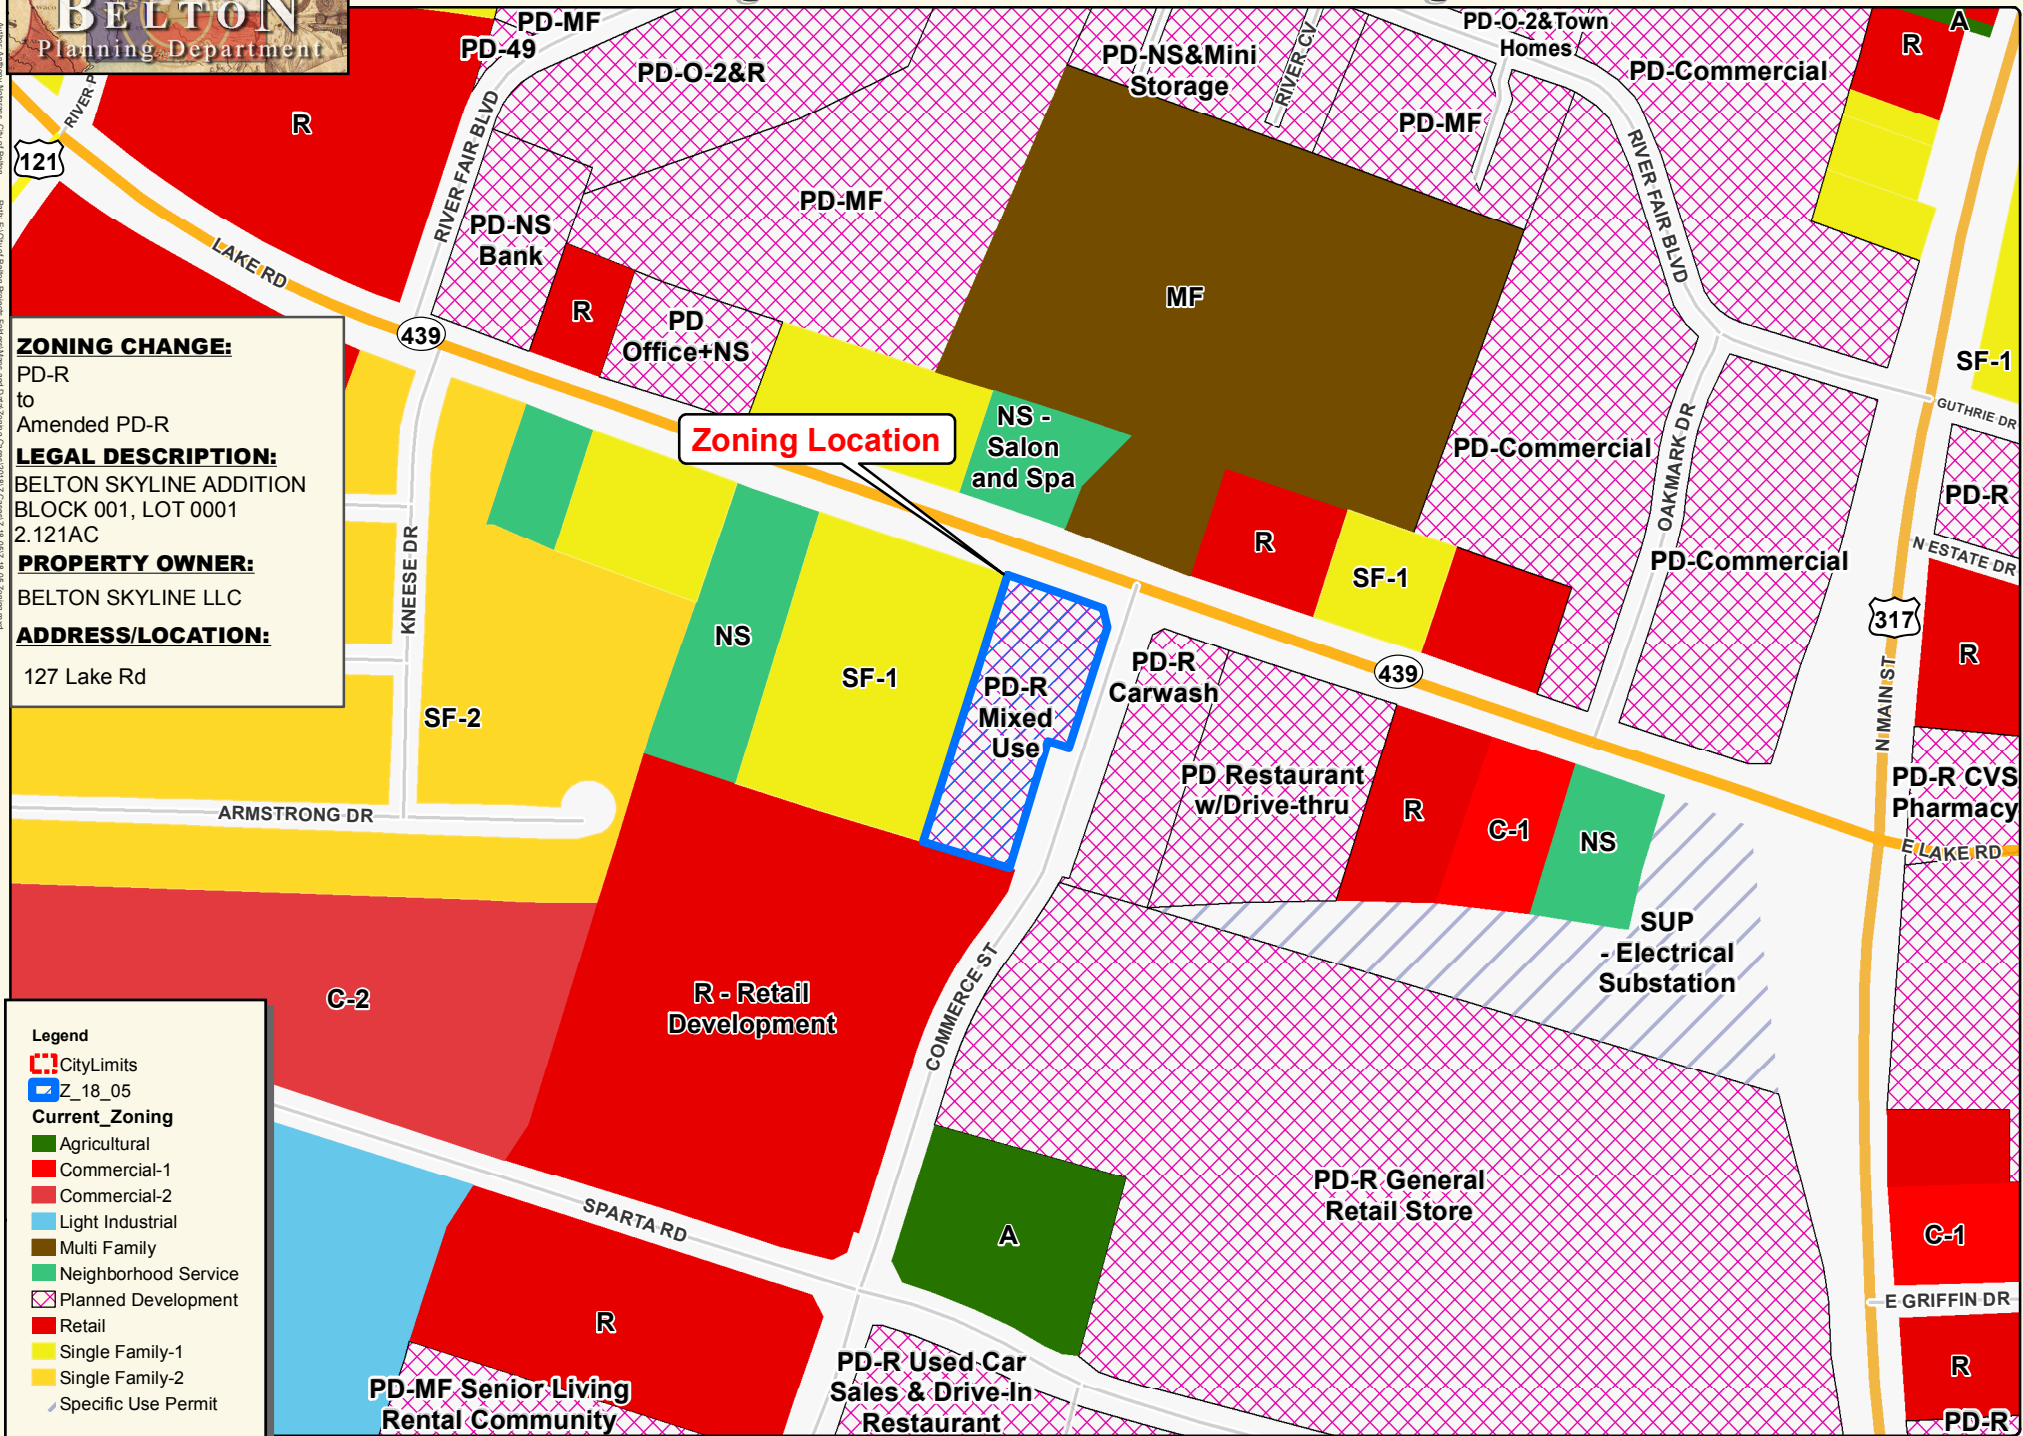 BELTON
Planning Department
PD-MF
PD-49
PD-O-2&R
PD-NS&Mini
Storage
RIVER CV
PD-O-2&Town
Homes
PD-MF
PD-Commercial
R
A
R
121
RIVER FAIR BLVD
PD-MF
PD-NS
Bank
RIVER FAIR BLVD
LAKE RD
439
R
PD
Office+NS
MF
SF-1
GUTHRIE DR
ZONING CHANGE:
PD-R
to
Amended PD-R
LEGAL DESCRIPTION:
BELTON SKYLINE ADDITION
BLOCK 001, LOT 0001
2.121AC
PROPERTY OWNER:
BELTON SKYLINE LLC
ADDRESS/LOCATION:
127 Lake Rd
Zoning Location
NS -
Salon
and Spa
PD-Commercial
OAKMARK DR
PD-R
N ESTATE DR
R
SF-1
PD-Commercial
317
R
KNEESE DR
NS
SF-1
PD-R
Mixed
Use
PD-R
Carwash
439
N MAIN ST
SF-2
PD Restaurant
w/Drive-thru
R
C-1
NS
PD-R CVS
Pharmacy
E LAKE RD
ARMSTRONG DR
SUP
- Electrical
Substation
C-2
R - Retail
Development
COMMERCE ST
Legend
CityLimits
Z_18_05
Current_Zoning
Agricultural
Commercial-1
Commercial-2
Light Industrial
Multi Family
Neighborhood Service
Planned Development
Retail
Single Family-1
Single Family-2
Specific Use Permit
SPARTA RD
A
PD-R General
Retail Store
C-1
E GRIFFIN DR
R
R
PD-MF Senior Living
Rental Community
PD-R Used Car
Sales & Drive-In
Restaurant
PD-R